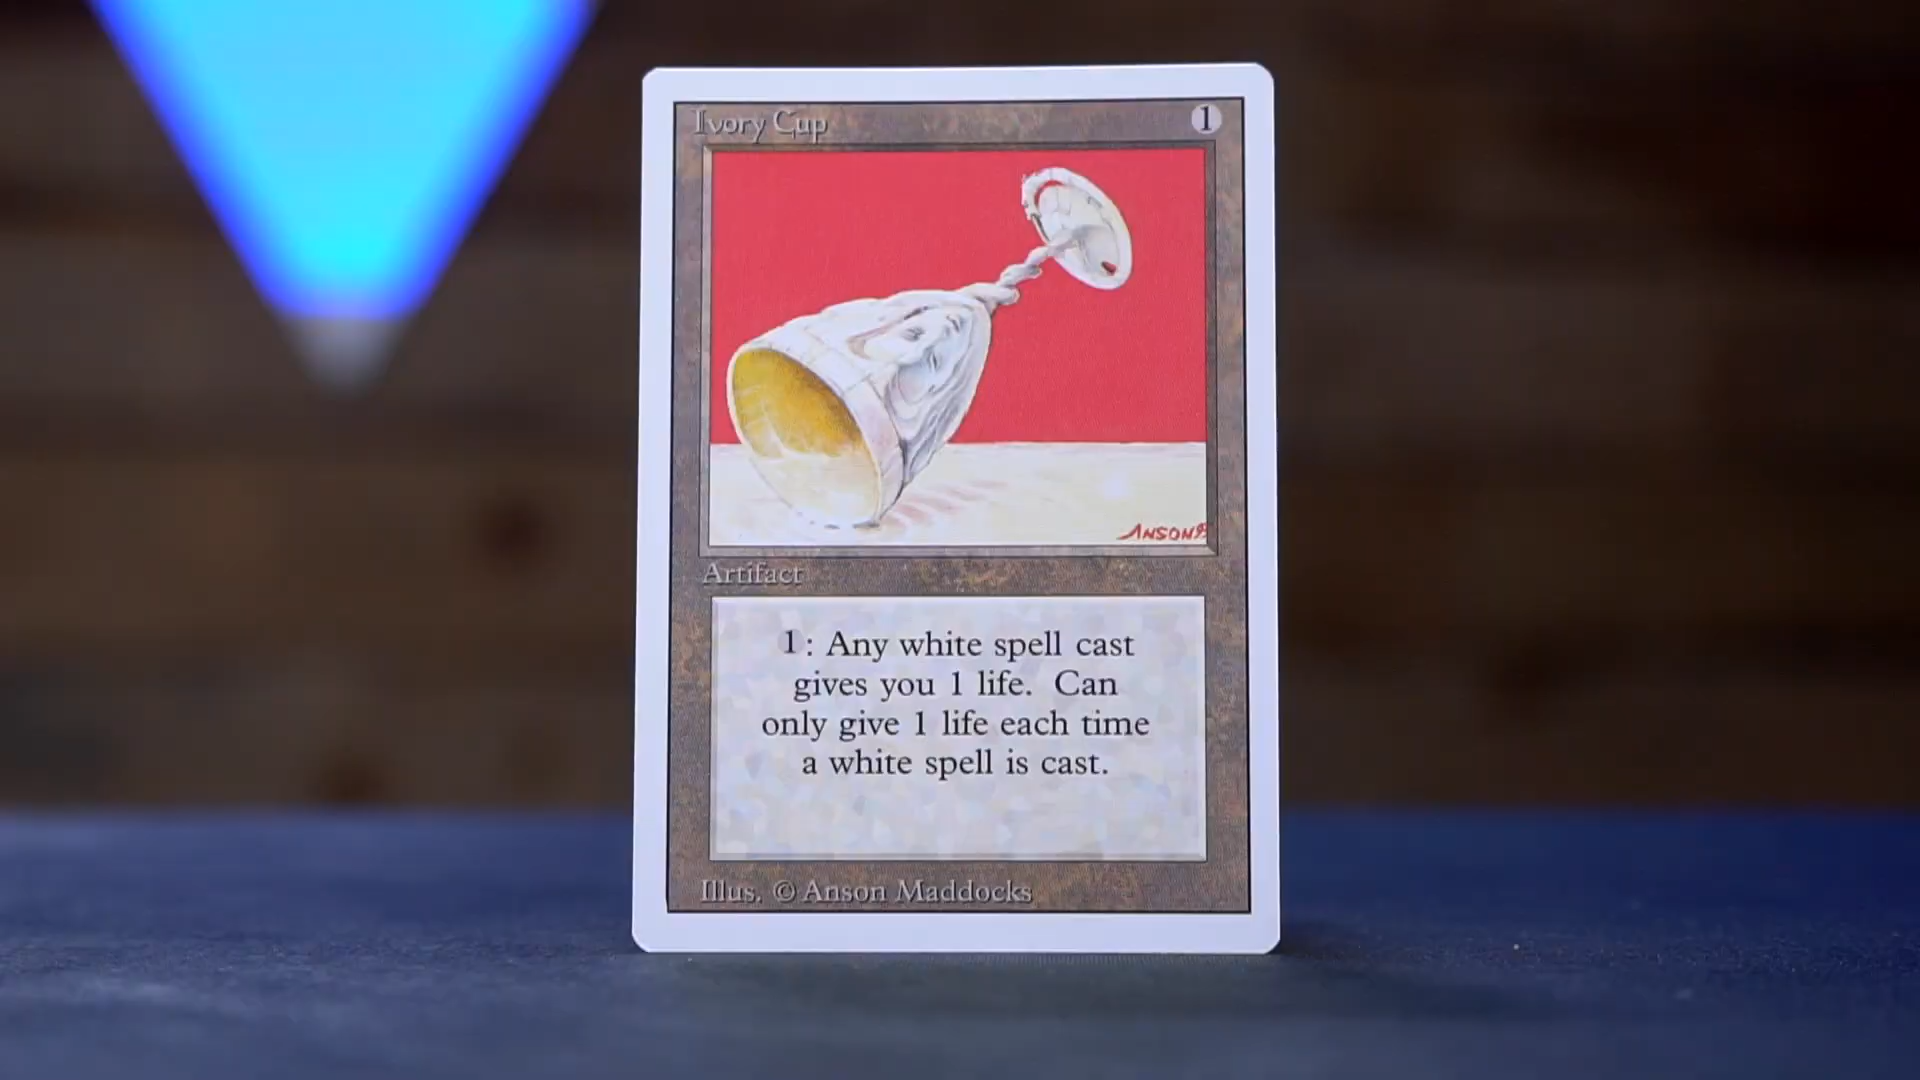 Ivory Cup 1
ANSON93
Artifact
1: Any white spell cast
gives you 1 life. Can
only give 1 life each time
a white spell is cast.
Illus. © Anson Maddocks